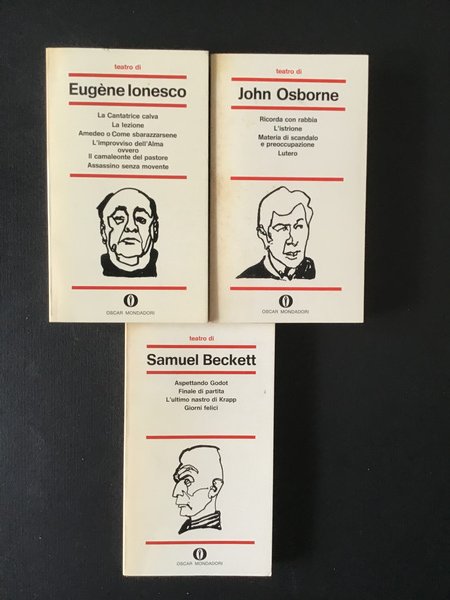 teatro di
Eugène Ionesco
La Cantatrice calva
La lezione
Amedeo o Come sbarazzarsene
L'improvviso dell'Alma
ovvero
Il camaleonte del pastore
Assassino senza movente
OSCAR MONDADORI
teatro di
John Osborne
Ricorda con rabbia
L'istrione
Materia di scandalo
e preoccupazione
Lutero
OSCAR MONDADORI
teatro di
Samuel Beckett
Aspettando Godot
Finale di partita
L'ultimo nastro di Krapp
Giorni felici
OSCAR MONDADORI